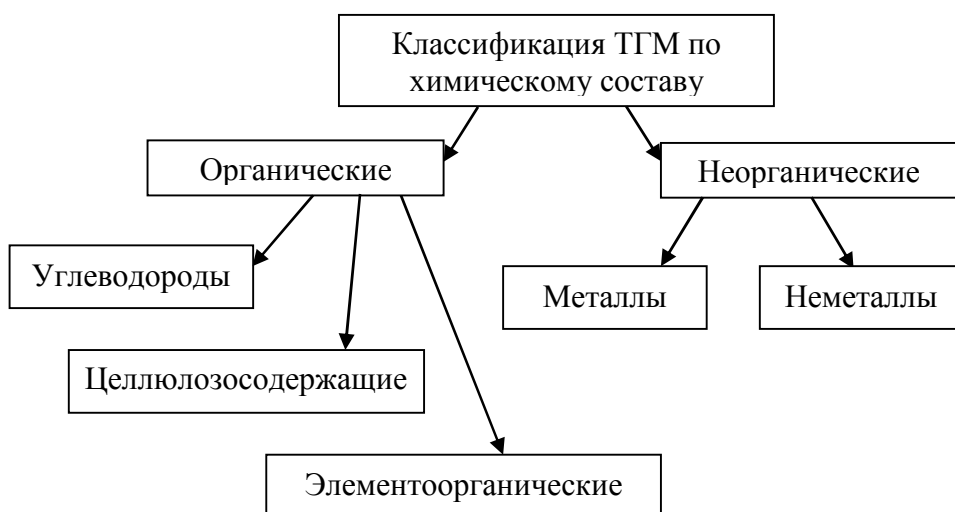 Классификация ТГМ по
химическому составу
Органические
Неорганические
Углеводороды
Металлы
Неметаллы
Целлюлозосодержащие
Элементоорганические